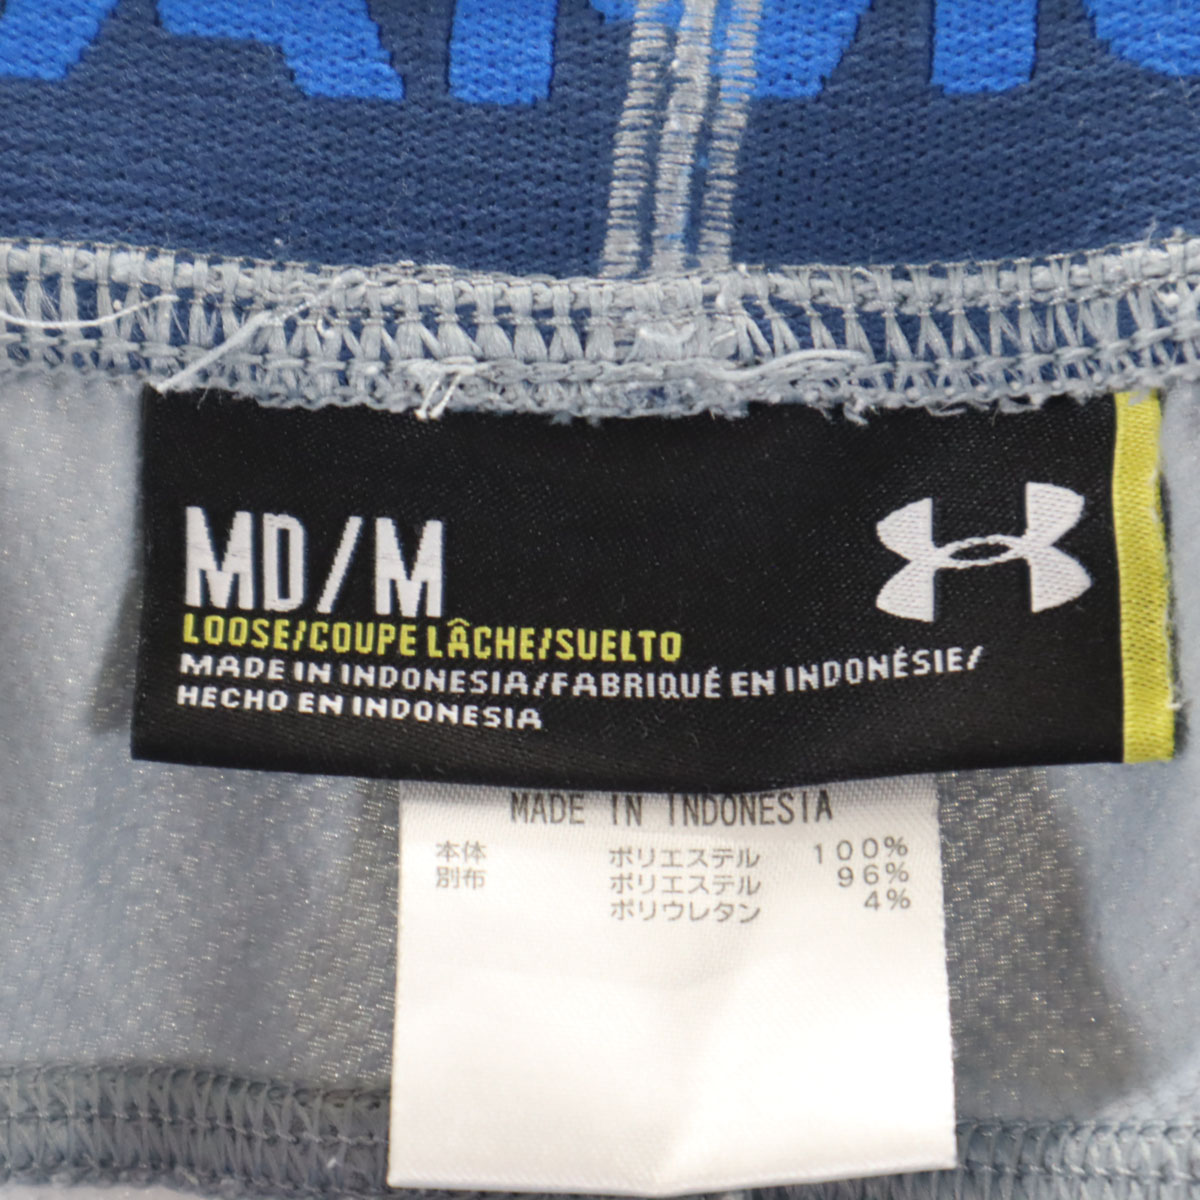 MD/M
LOOSE/COUPE LÂCHE/SUELTO
MADE IN INDONESIA/FABRIQUÉ EN INDONÉSIE/
HECHO EN INDONESIA
MADE IN INDONESIA
本体 ポリエステル 100%
別布 ポリエステル 96%
ポリウレタン 4%